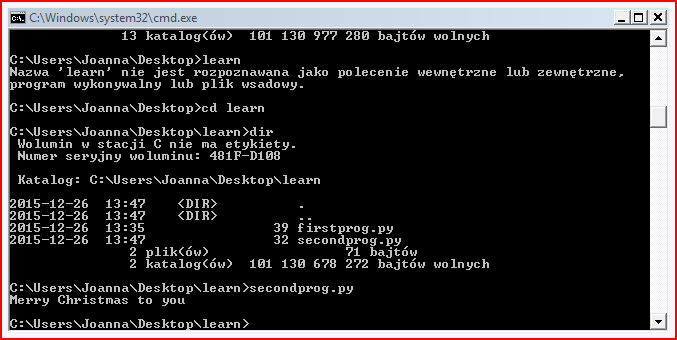 C:\Windows\system32\cmd.exe
13 katalog(ów) 101 130 977 280 bajtów wolnych
C:\Users\Joanna\Desktop>learn
Nazwa 'learn' nie jest rozpoznawana jako polecenie wewnętrzne lub zewnętrzne,
program wykonywalny lub plik wsadowy.
C:\Users\Joanna\Desktop>cd learn
C:\Users\Joanna\Desktop\learn>dir
Wolumin w stacji C nie ma etykiety.
Numer seryjny woluminu: 481F-D108
Katalog: C:\Users\Joanna\Desktop\learn
2015-12-26 13:47 <DIR> .
2015-12-26 13:47 <DIR> ..
2015-12-26 13:35 39 firstprog.py
2015-12-26 13:47 32 secondprog.py
2 plik(ów) 71 bajtów
2 katalog(ów) 101 130 678 272 bajtów wolnych
C:\Users\Joanna\Desktop\learn>secondprog.py
Merry Christmas to you
C:\Users\Joanna\Desktop\learn>